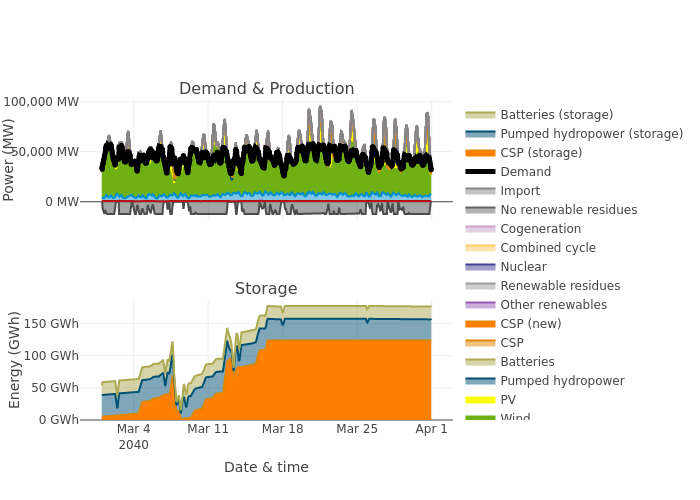 Demand & Production
100,000 MW
50,000 MW
0 MW
Power (MW)
Storage
150 GWh
100 GWh
50 GWh
0 GWh
Energy (GWh)
Mar 4
2040
Mar 11
Mar 18
Mar 25
Apr 1
Date & time
Batteries (storage)
Pumped hydropower (storage)
CSP (storage)
Demand
Import
No renewable residues
Cogeneration
Combined cycle
Nuclear
Renewable residues
Other renewables
CSP (new)
CSP
Batteries
Pumped hydropower
PV
Wind